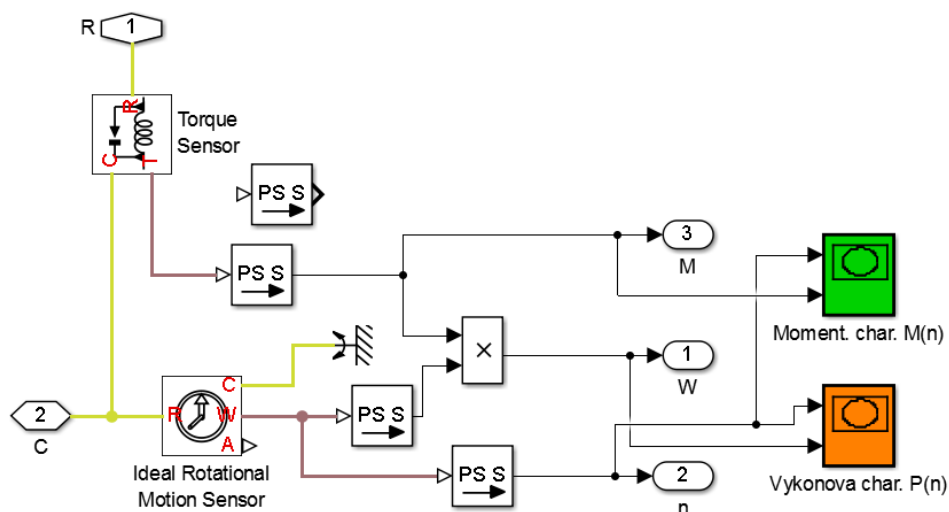 R
1
R
C
T
Torque
Sensor
PS S
PS S
3
M
Moment. char. M(n)
×
1
W
C
R
W
A
2
C
Ideal Rotational
Motion Sensor
PS S
PS S
2
n
Vykonova char. P(n)